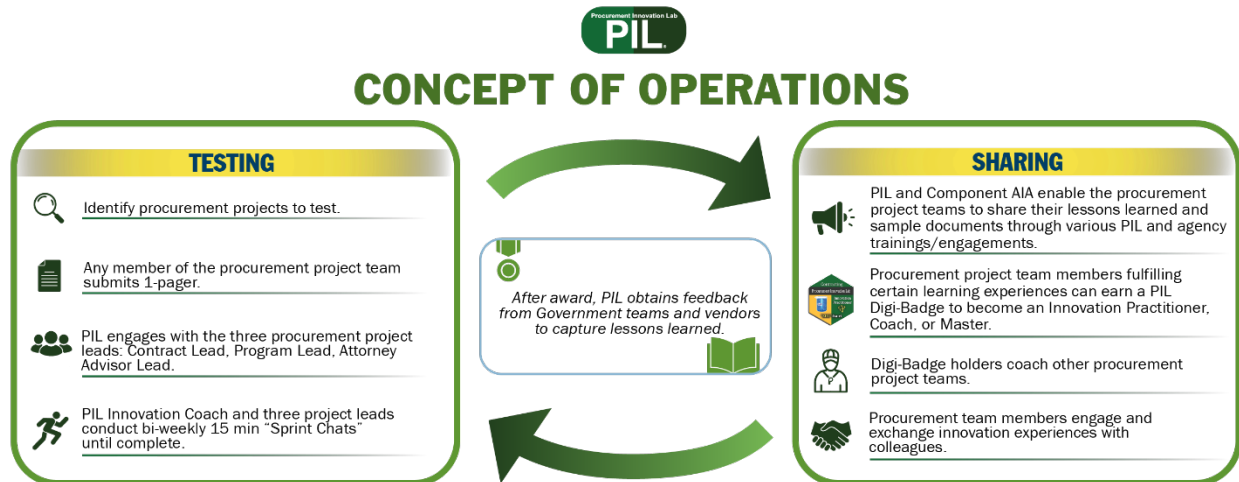 Procurement Innovation Lab
PIL
CONCEPT OF OPERATIONS
TESTING
Identify procurement projects to test.
Any member of the procurement project team
submits 1-pager.
PIL engages with the three procurement project
leads: Contract Lead, Program Lead, Attorney
Advisor Lead.
PIL Innovation Coach and three project leads
conduct bi-weekly 15 min “Sprint Chats”
until complete.
After award, PIL obtains feedback
from Government teams and vendors
to capture lessons learned.
SHARING
PIL and Component AIA enable the procurement
project teams to share their lessons learned and
sample documents through various PIL and agency
trainings/engagements.
Procurement project team members fulfilling
certain learning experiences can earn a PIL
Digi-Badge to become an Innovation Practitioner,
Coach, or Master.
Digi-Badge holders coach other procurement
project teams.
Procurement team members engage and
exchange innovation experiences with
colleagues.